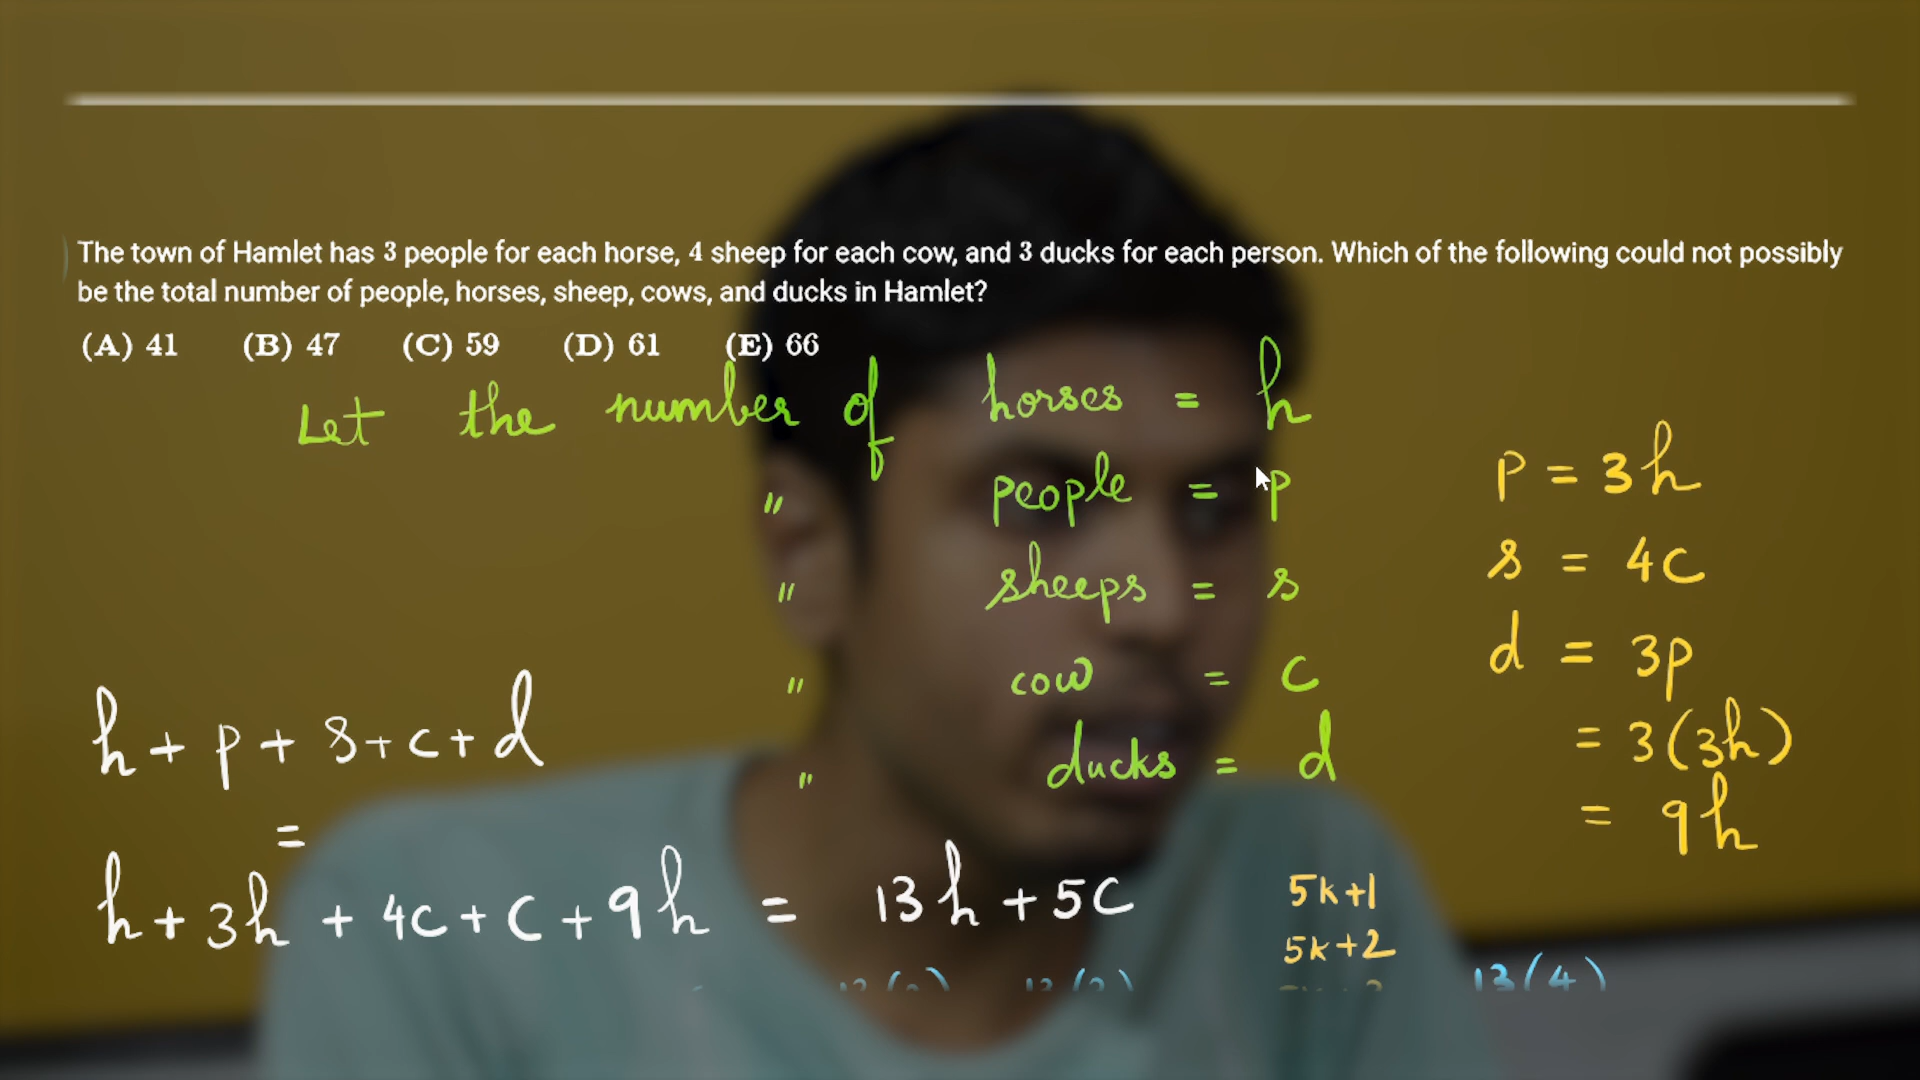 The town of Hamlet has 3 people for each horse, 4 sheep for each cow, and 3 ducks for each person. Which of the following could not possibly
be the total number of people, horses, sheep, cows, and ducks in Hamlet?
(A) 41 (B) 47 (C) 59 (D) 61 (E) 66
Let the number of horses = h
" people = p
" sheeps = s
" cow = c
" ducks = d
p = 3h
s = 4c
d = 3p
= 3(3h)
= 9h
h + p + s + c + d
=
h + 3h + 4c + c + 9h = 13h + 5c
5k+1
5k+2
13(4)